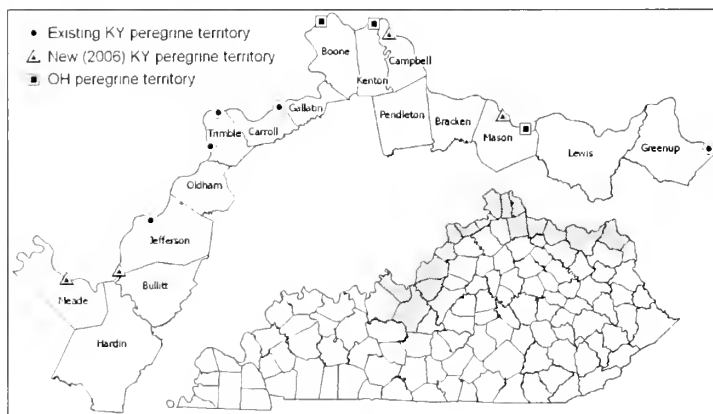 Existing KY peregrine territory
New (2006) KY peregrine territory
OH peregrine territory
Boone
Kenton
Campbell
Gallatin
Carroll
Trimble
Pendleton
Bracken
Mason
Lewis
Greenup
Oldham
Jefferson
Bullitt
Meade
Hardin